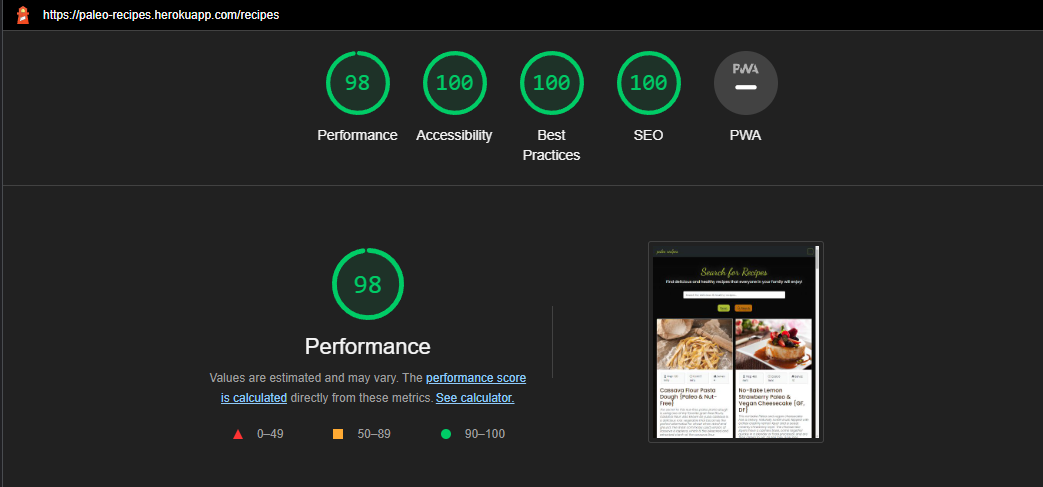 https://paleo-recipes.herokuapp.com/recipes
98
100
100
100
PWA
Performance
Accessibility
Best
Practices
SEO
PWA
98
Performance
Values are estimated and may vary. The performance score
is calculated directly from these metrics. See calculator.
0–49
50–89
90–100
paleo recipes
Search for Recipes
Find delicious and healthy recipes that everyone in your family will enjoy!
Cassava Flour Pasta
Dough {Paleo & Nut-
Free}
No-Bake Lemon
Strawberry Paleo &
Vegan Cheesecake {GF,
DF}